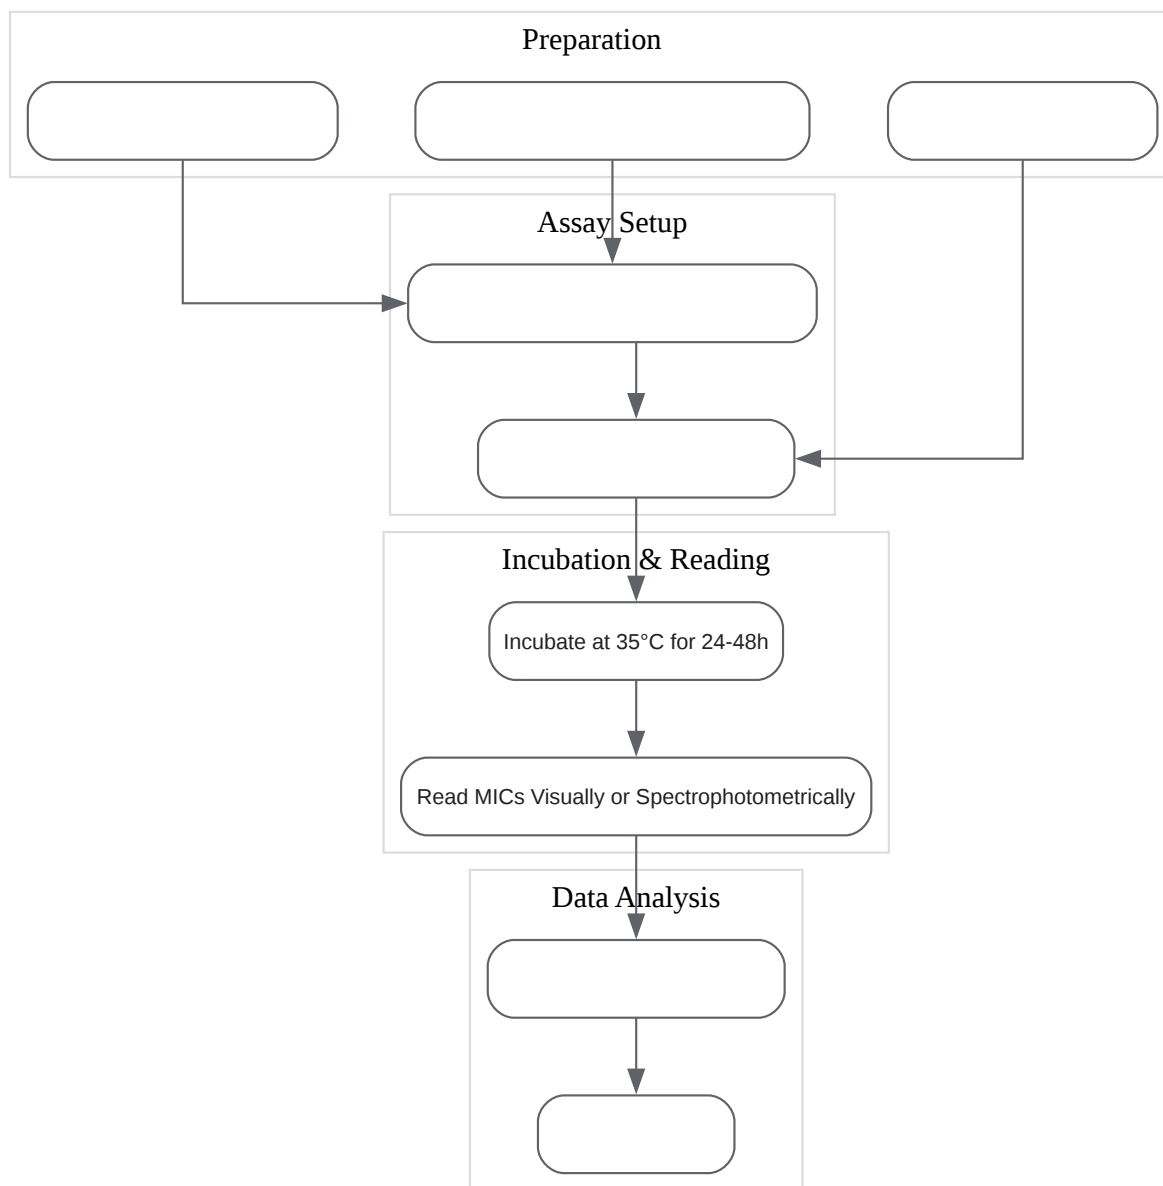 Preparation
Assay Setup
Incubation & Reading
Incubate at 35°C for 24-48h
Read MICs Visually or Spectrophotometrically
Data Analysis